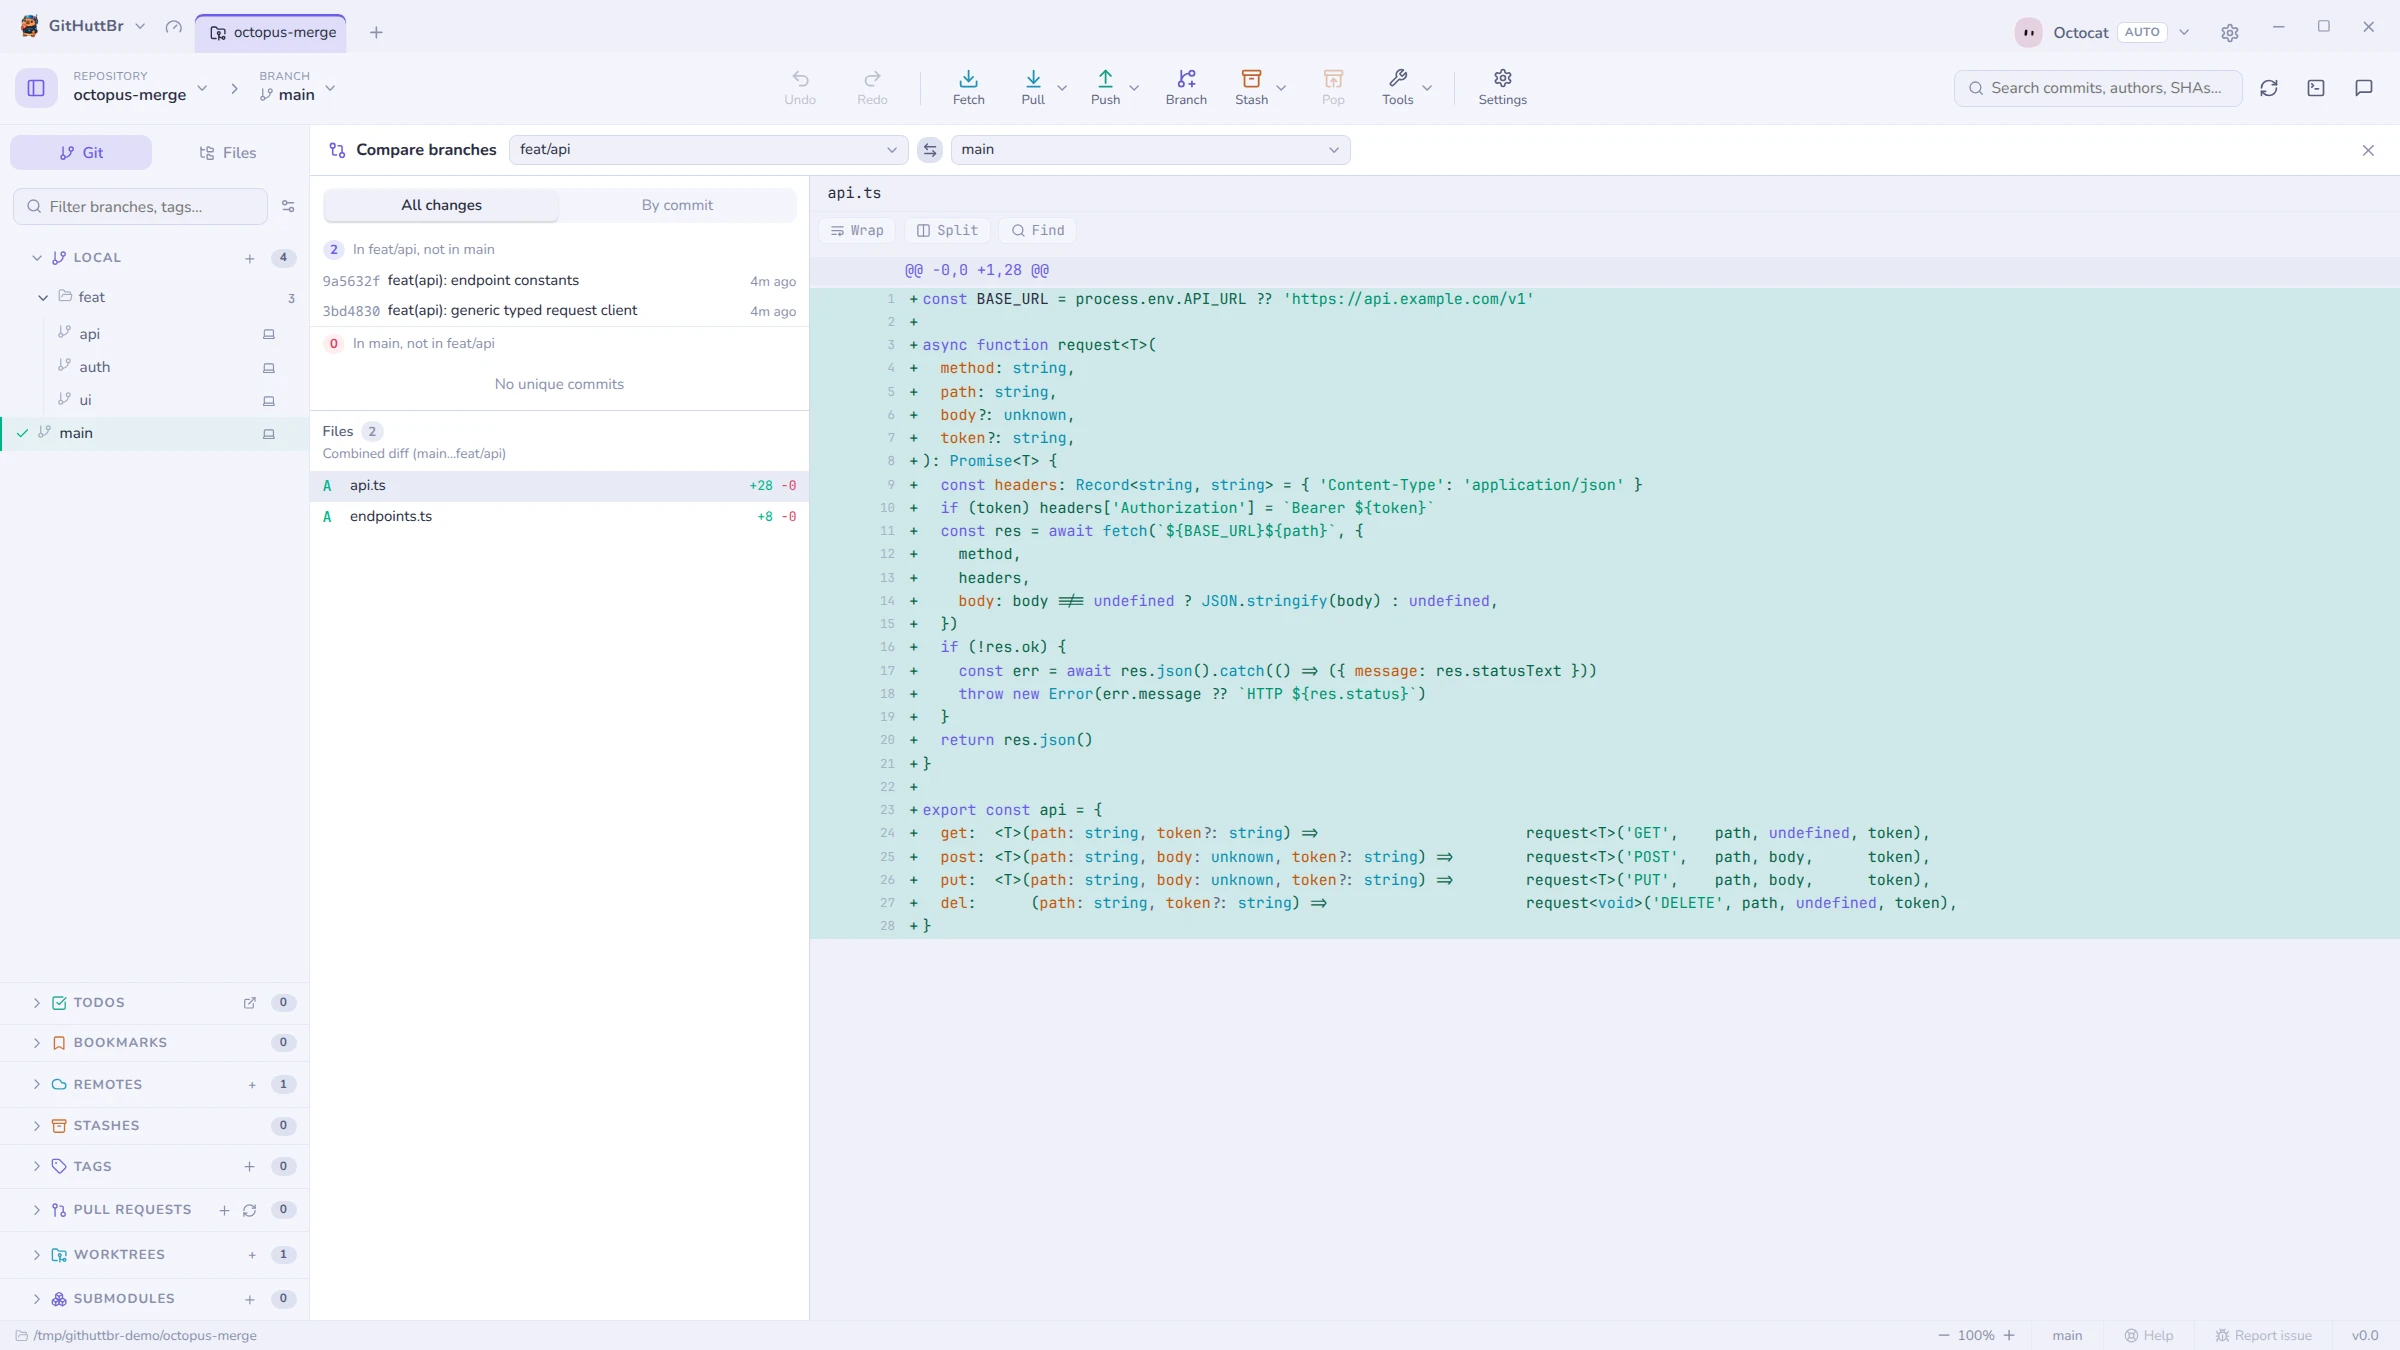 GitHuttBr
octopus-merge
Octocat AUTO
REPOSITORY
octopus-merge
BRANCH
main
Undo
Redo
Fetch
Pull
Push
Branch
Stash
Pop
Tools
Settings
Search commits, authors, SHAs...
Git
Files
Filter branches, tags...
LOCAL 4
feat 3
api
auth
ui
main
TODOS 0
BOOKMARKS 0
REMOTES 1
STASHES 0
TAGS 0
PULL REQUESTS 0
WORKTREES 1
SUBMODULES 0
Compare branches feat/api main
All changes By commit
2 In feat/api, not in main
9a5632f feat(api): endpoint constants 4m ago
3bd4830 feat(api): generic typed request client 4m ago
0 In main, not in feat/api
No unique commits
Files 2
Combined diff (main...feat/api)
A api.ts +28 -0
A endpoints.ts +8 -0
api.ts
Wrap Split Find
@@ -0,0 +1,28 @@
1 +const BASE_URL = process.env.API_URL ?? 'https://api.example.com/v1'
2 +
3 +async function request<T>(
4 +  method: string,
5 +  path: string,
6 +  body?: unknown,
7 +  token?: string,
8 +): Promise<T> {
9 +  const headers: Record<string, string> = { 'Content-Type': 'application/json' }
10 +  if (token) headers['Authorization'] = `Bearer ${token}`
11 +  const res = await fetch(`${BASE_URL}${path}`, {
12 +    method,
13 +    headers,
14 +    body: body !== undefined ? JSON.stringify(body) : undefined,
15 +  })
16 +  if (!res.ok) {
17 +    const err = await res.json().catch(() => ({ message: res.statusText }))
18 +    throw new Error(err.message ?? `HTTP ${res.status}`)
19 +  }
20 +  return res.json()
21 +}
22 +
23 +export const api = {
24 +  get:  <T>(path: string, token?: string) =>                       request<T>('GET',    path, undefined, token),
25 +  post: <T>(path: string, body: unknown, token?: string) =>        request<T>('POST',   path, body,      token),
26 +  put:  <T>(path: string, body: unknown, token?: string) =>        request<T>('PUT',    path, body,      token),
27 +  del:      (path: string, token?: string) =>                       request<void>('DELETE', path, undefined, token),
28 +}
/tmp/githuttbr-demo/octopus-merge
100%
main
Help
Report issue
v0.0